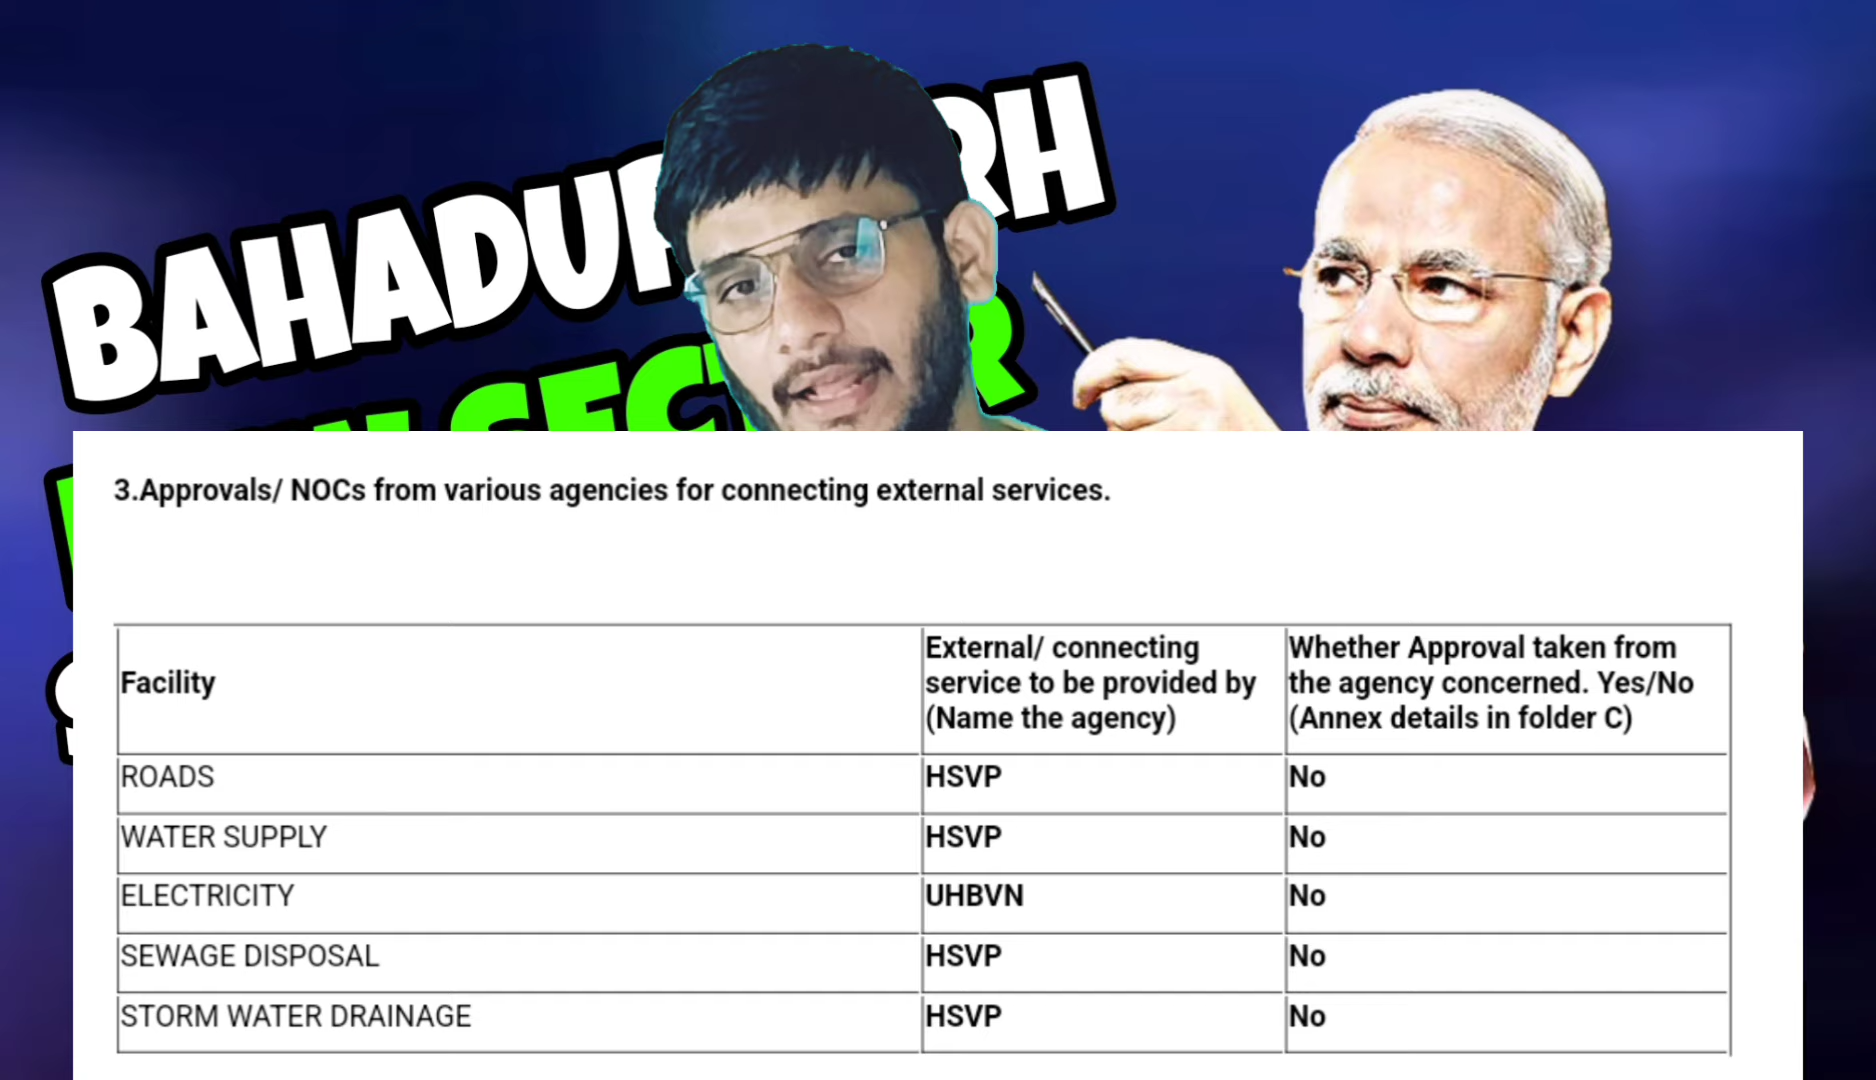 BAHADUR RH
SECT R
3.Approvals/ NOCs from various agencies for connecting external services.
Facility
External/ connecting
service to be provided by
(Name the agency)
Whether Approval taken from
the agency concerned. Yes/No
(Annex details in folder C)
ROADS HSVP No
WATER SUPPLY HSVP No
ELECTRICITY UHBVN No
SEWAGE DISPOSAL HSVP No
STORM WATER DRAINAGE HSVP No